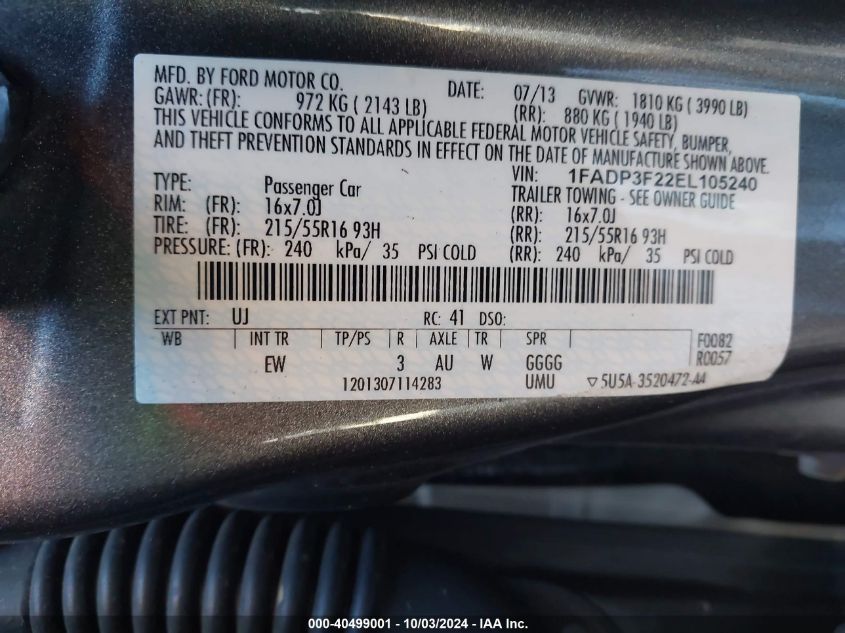 MFD. BY FORD MOTOR CO. DATE: 07/13 GVWR: 1810 KG ( 3990 LB)
GAWR: (FR): 972 KG ( 2143 LB) (RR): 880 KG ( 1940 LB)
THIS VEHICLE CONFORMS TO ALL APPLICABLE FEDERAL MOTOR VEHICLE SAFETY, BUMPER,
AND THEFT PREVENTION STANDARDS IN EFFECT ON THE DATE OF MANUFACTURE SHOWN ABOVE.
VIN: 1FADP3F22EL105240
TYPE: Passenger Car TRAILER TOWING - SEE OWNER GUIDE
RIM: (FR): 16x7.0J (RR): 16x7.0J
TIRE: (FR): 215/55R16 93H (RR): 215/55R16 93H
PRESSURE: (FR): 240 kPa/ 35 PSI COLD (RR): 240 kPa/ 35 PSI COLD
EXT PNT: UJ RC: 41 DSO:
WB INT TR TP/PS R AXLE TR SPR F0082
EW 3 AU W GGGG R0057
1201307114283 UMU ▽5U5A-3520472-AA
000-40499001 - 10/03/2024 - IAA Inc.